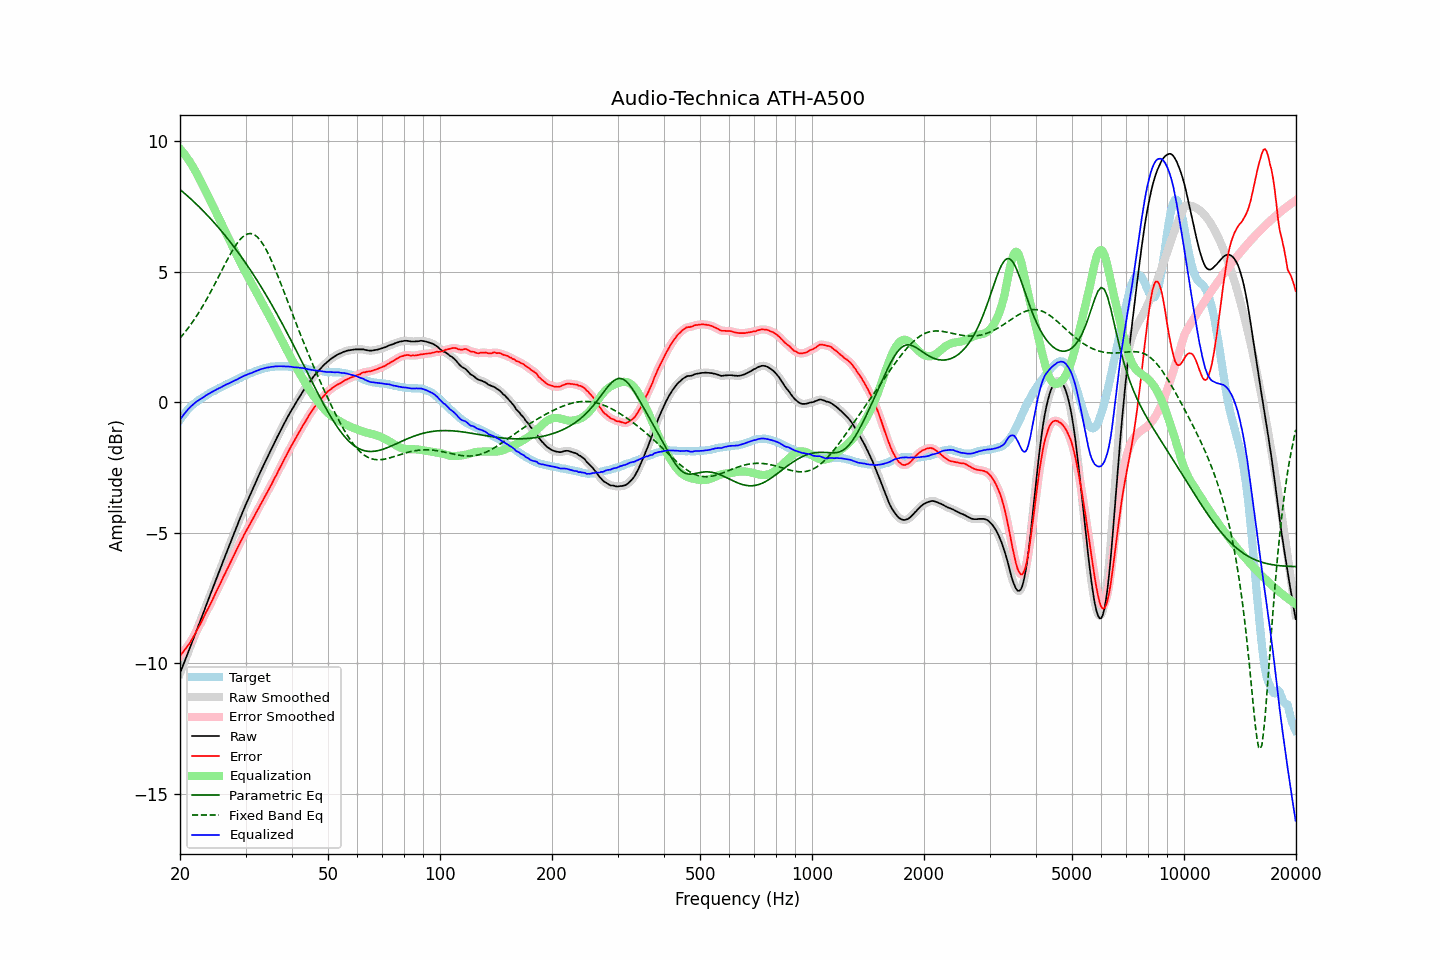 Audio-Technica ATH-A500
Amplitude (dBr)
10
5
0
−5
−10
−15
Target
Raw Smoothed
Error Smoothed
Raw
Error
Equalization
Parametric Eq
Fixed Band Eq
Equalized
20 50 100 200 500 1000 2000 5000 10000 20000
Frequency (Hz)